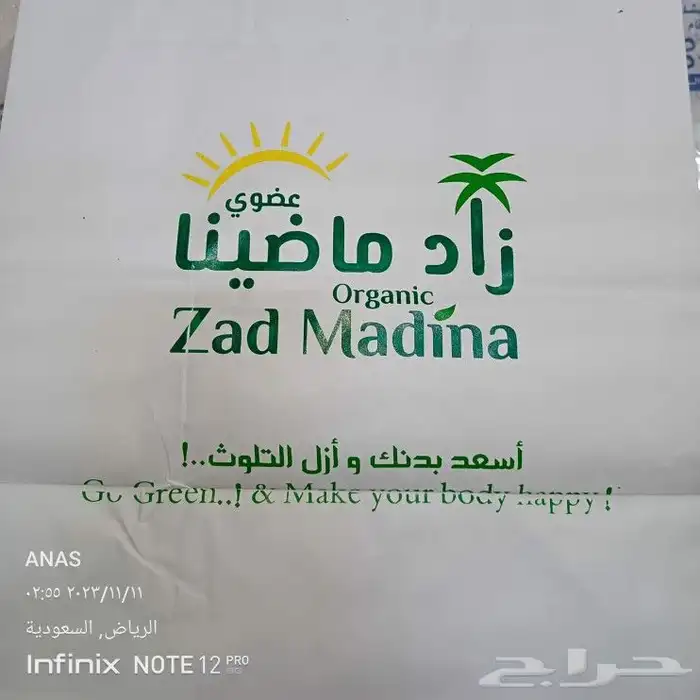 عضوي
زاد ماضينا
Organic
Zad Madina
أسعد بدنك و أزل التلوث..!
Go Green..! & Make your body happy!
ANAS
٢٠٢٣/١١/١١ ٠٢:٥٥
الرياض, السعودية
Infinix NOTE 12 PRO
حراج